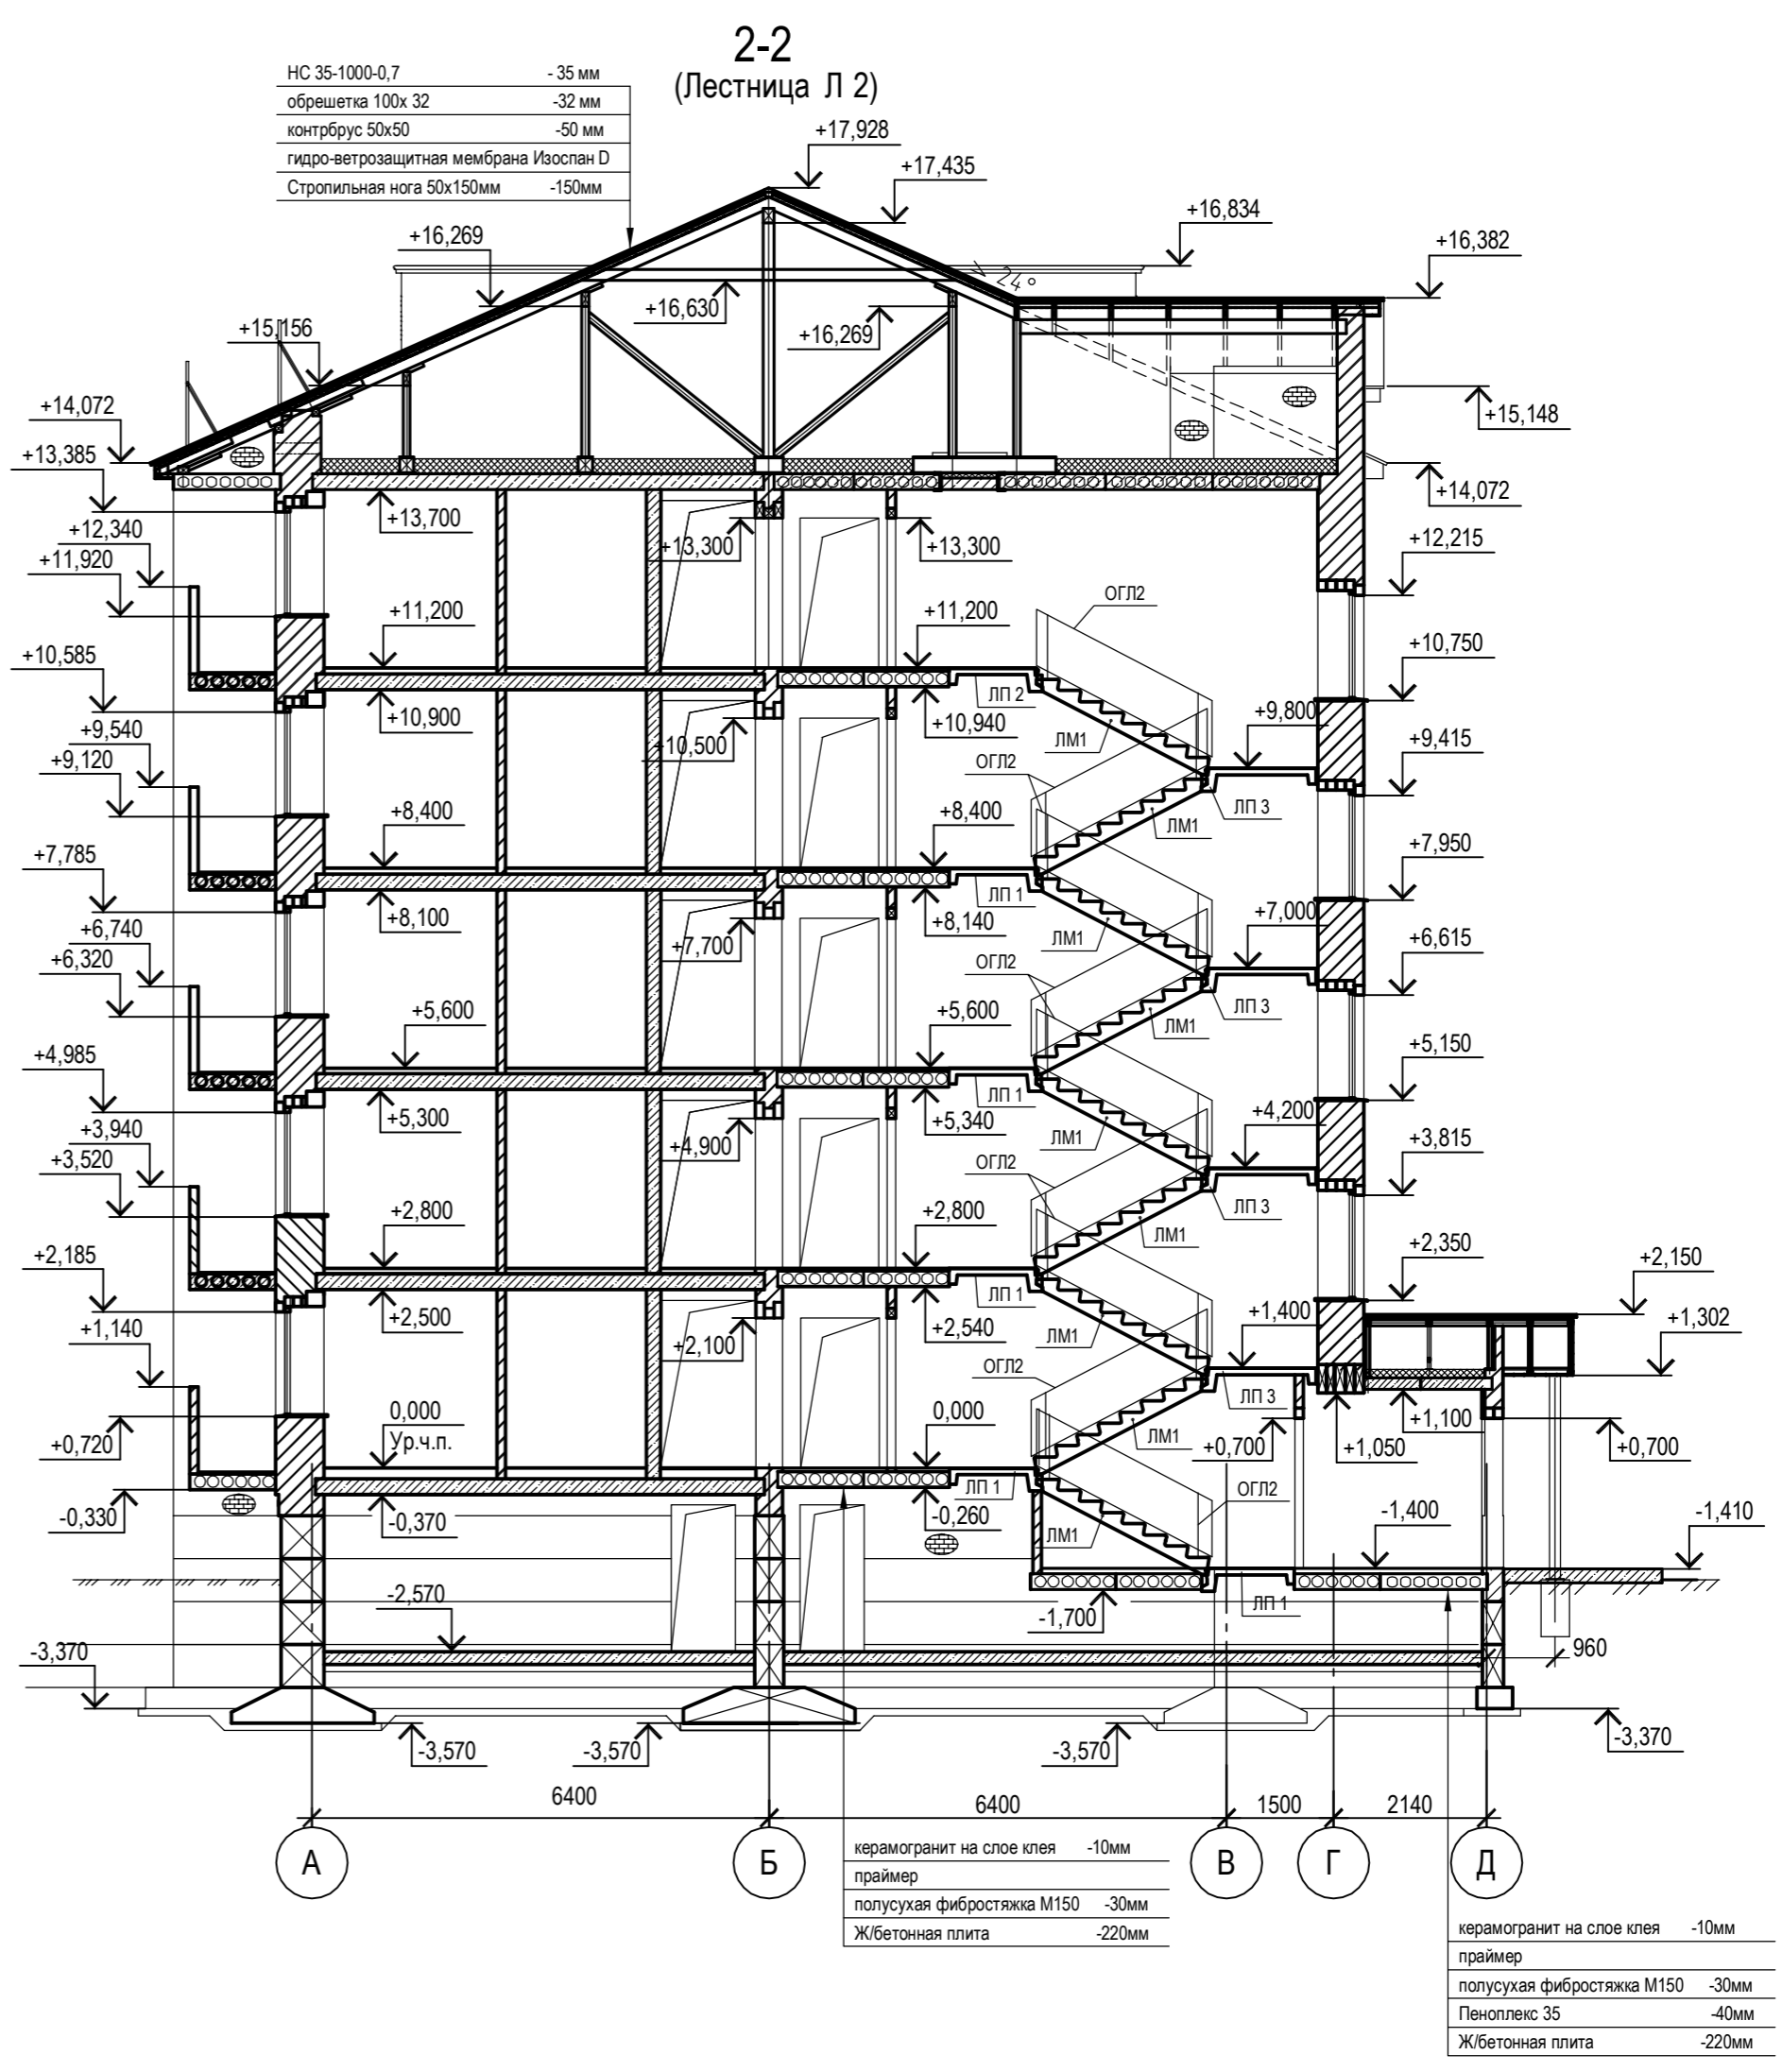 2-2
(Лестница Л 2)
НС 35-1000-0,7 - 35 мм
обрешетка 100х 32 -32 мм
контрбрус 50х50 -50 мм
гидро-ветрозащитная мембрана Изоспан D
Стропильная нога 50х150мм -150мм
+17,928
+17,435
+16,834
+16,382
+16,269
24°
+16,630
+16,269
+15,156
+15,148
+14,072
+13,385
+14,072
+13,700
+13,300
+13,300
+12,340
+12,215
+11,920
ОГЛ2
+11,200
+11,200
+10,750
+10,585
ЛП 2
+10,900
+10,940
+9,800
+10,500
ЛМ1
+9,540
+9,415
+9,120
ОГЛ2
ЛП 3
ЛМ1
+8,400
+8,400
+7,950
+7,785
ЛП 1
+8,100
+8,140
+7,000
+7,700
ЛМ1
+6,740
+6,615
+6,320
ОГЛ2
ЛП 3
ЛМ1
+5,600
+5,600
+5,150
+4,985
ЛП 1
+5,300
+5,340
+4,200
+4,900
ЛМ1
+3,940
+3,815
+3,520
ОГЛ2
ЛП 3
ЛМ1
+2,800
+2,800
+2,350
+2,185
+2,150
ЛП 1
+2,500
+2,540
+1,400
+1,302
+2,100
ЛМ1
+1,140
ОГЛ2
ЛП 3
0,000
Ур.ч.п.
0,000
+1,100
+0,720
ЛМ1
+0,700
+1,050
+0,700
ЛП 1
ОГЛ2
-0,330
-0,370
-0,260
-1,400
-1,410
ЛМ1
-2,570
-1,700
ЛП 1
-3,370
960
-3,570
-3,570
-3,570
-3,370
6400
6400
1500
2140
А
Б
В
Г
Д
керамогранит на слое клея -10мм
праймер
полусухая фибростяжка М150 -30мм
Ж/бетонная плита -220мм
керамогранит на слое клея -10мм
праймер
полусухая фибростяжка М150 -30мм
Пеноплекс 35 -40мм
Ж/бетонная плита -220мм